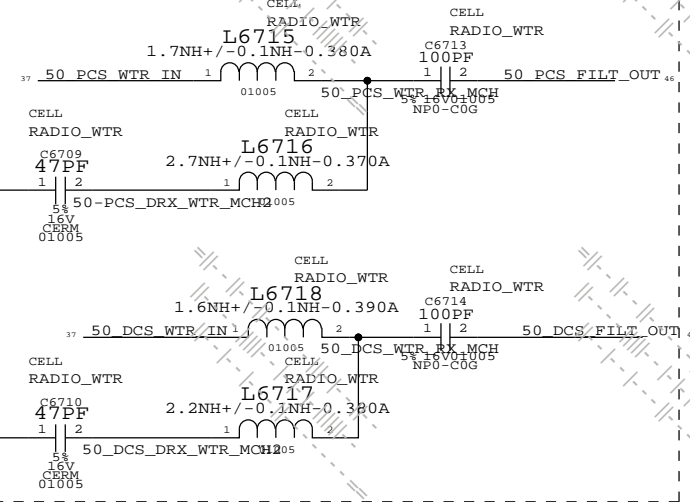 CELL
RADIO_WTR
L6715
1.7NH+/-0.1NH-0.380A
37 50_PCS_WTR_IN 1 2
01005
50_PCS_WTR_RX_MCH
CELL
RADIO_WTR
C6713
100PF
1 2 50_PCS_FILT_OUT 46
5% 16V 01005
NP0-C0G
CELL
RADIO_WTR
C6709
47PF
1 2
5%
16V
CERM
01005
50-PCS_DRX_WTR_MCH2
CELL
RADIO_WTR
L6716
2.7NH+/-0.1NH-0.370A
1 2
01005
CELL
RADIO_WTR
L6718
1.6NH+/-0.1NH-0.390A
37 50_DCS_WTR_IN 1 2
01005
50_DCS_WTR_RX_MCH
CELL
RADIO_WTR
C6714
100PF
1 2 50_DCS_FILT_OUT
5% 16V 01005
NP0-C0G
CELL
RADIO_WTR
C6710
47PF
1 2
5%
16V
CERM
01005
50_DCS_DRX_WTR_MCH2
CELL
RADIO_WTR
L6717
2.2NH+/-0.1NH-0.380A
1 2
01005